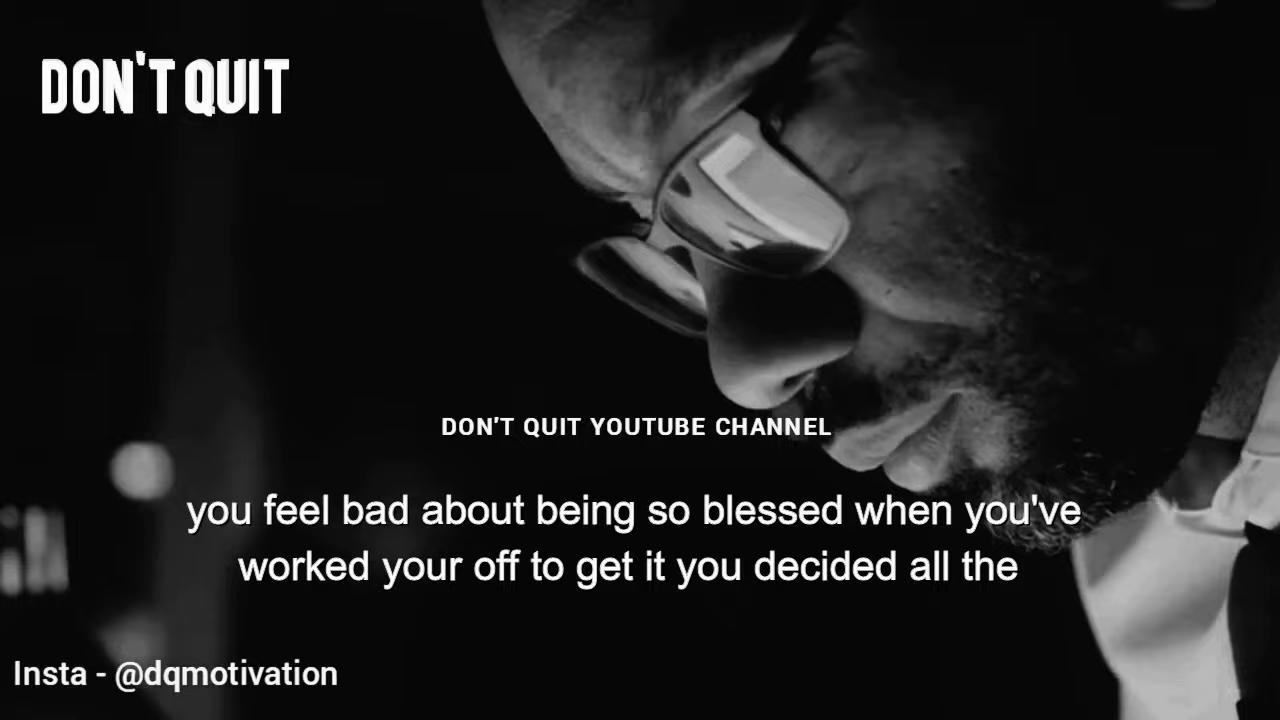 DON'T QUIT
DON'T QUIT YOUTUBE CHANNEL
you feel bad about being so blessed when you've
worked your off to get it you decided all the
Insta - @dqmotivation